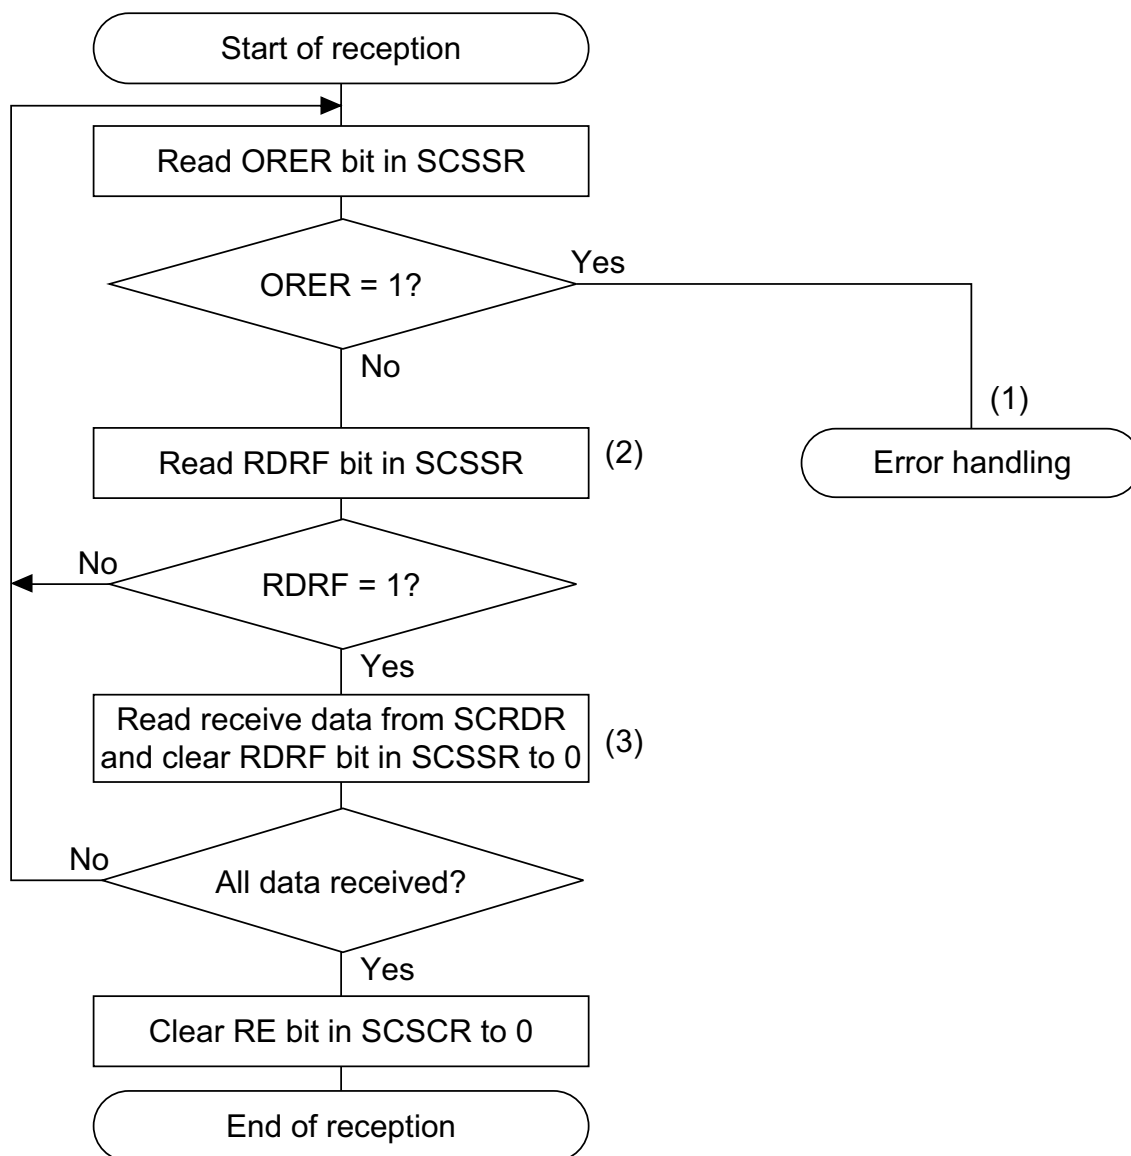 Start of reception
Read ORER bit in SCSSR
ORER = 1?
Yes
No
(1)
Error handling
Read RDRF bit in SCSSR
(2)
No
RDRF = 1?
Yes
Read receive data from SCRDR
and clear RDRF bit in SCSSR to 0
(3)
No
All data received?
Yes
Clear RE bit in SCSCR to 0
End of reception